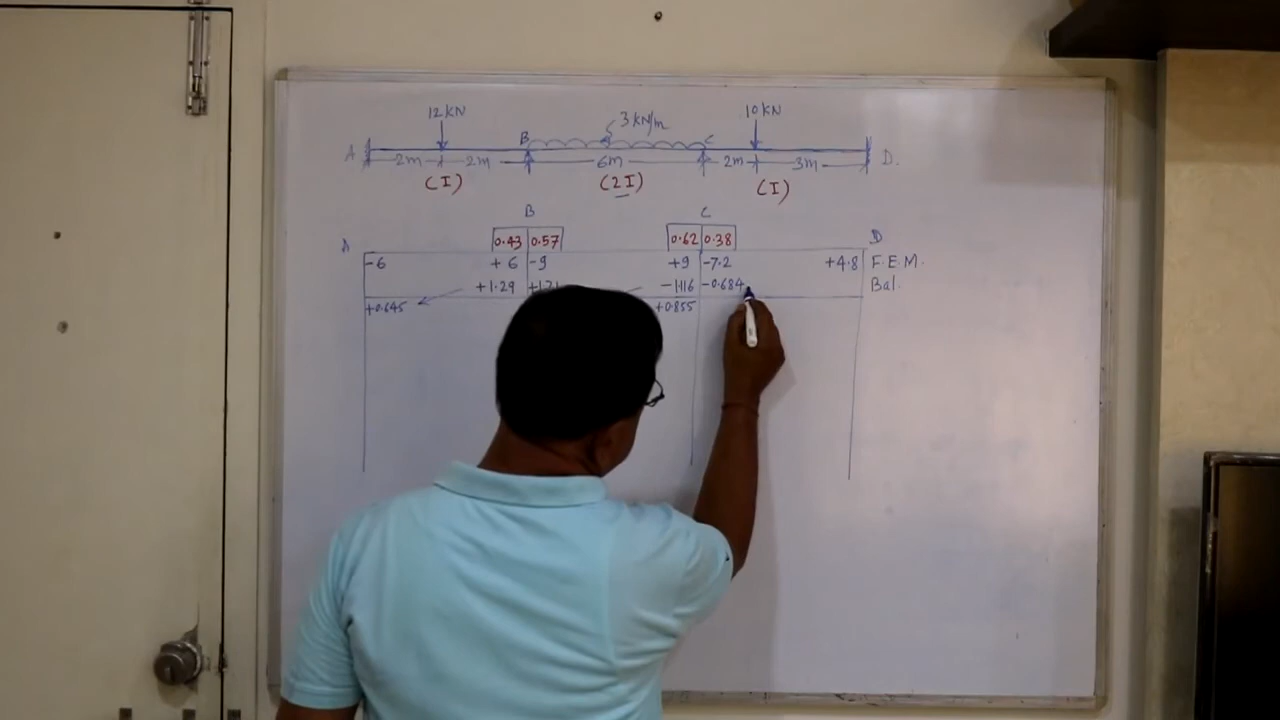 12 kN 3 kN/m 10 kN
A B C D.
2m 2m 6m 2m 3m
(I) (2I) (I)
B C
A 0.43 0.57 0.62 0.38 D
-6 +6 -9 +9 -7.2 +4.8 F.E.M.
+1.29 -1.116 -0.684 Bal.
+0.645 +0.855